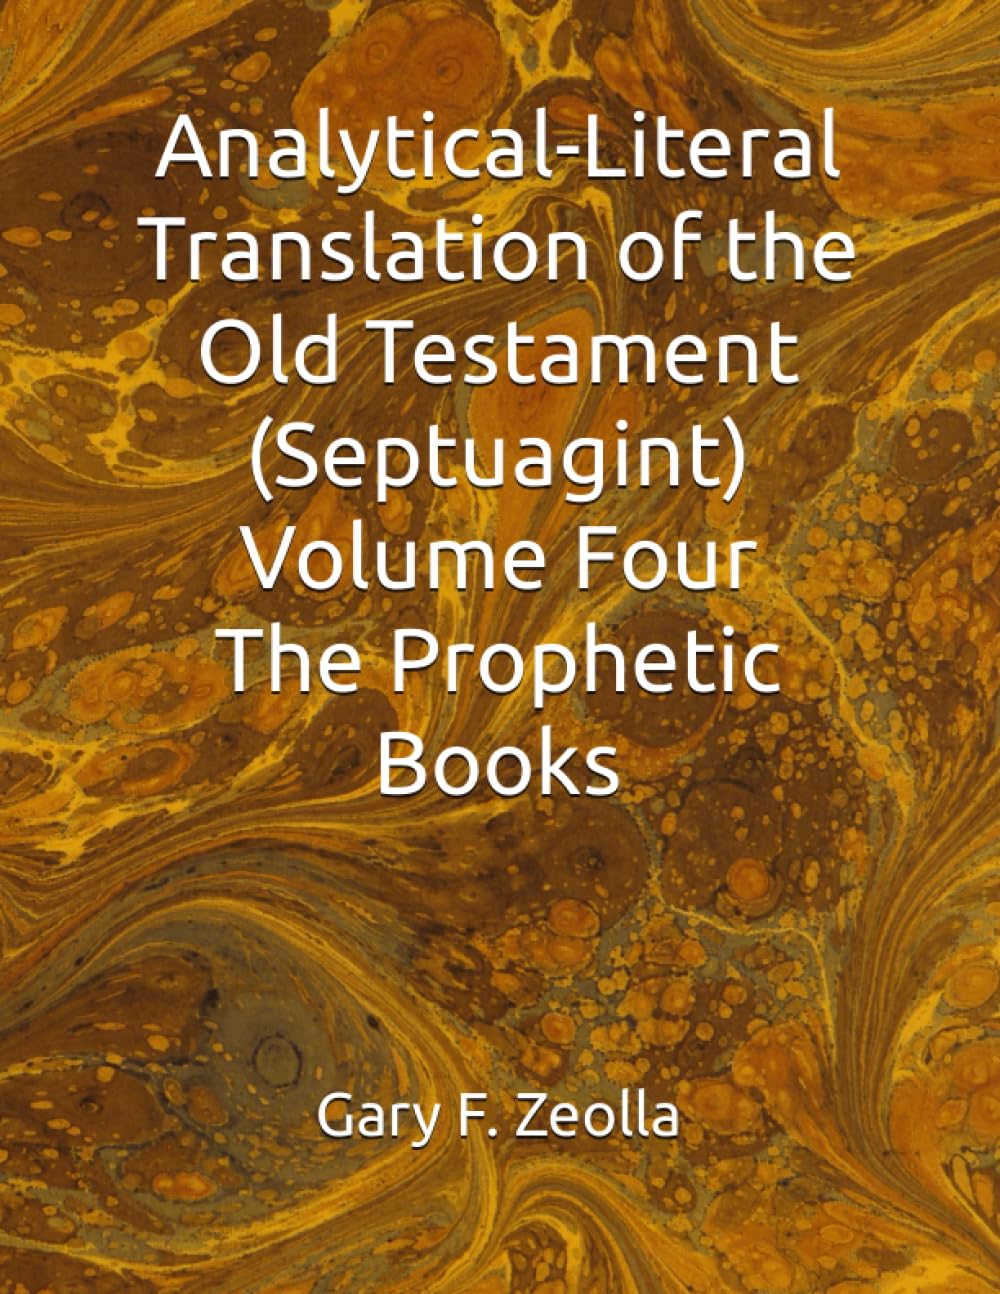 Analytical-Literal
Translation of the
Old Testament
(Septuagint)
Volume Four
The Prophetic
Books
Gary F. Zeolla